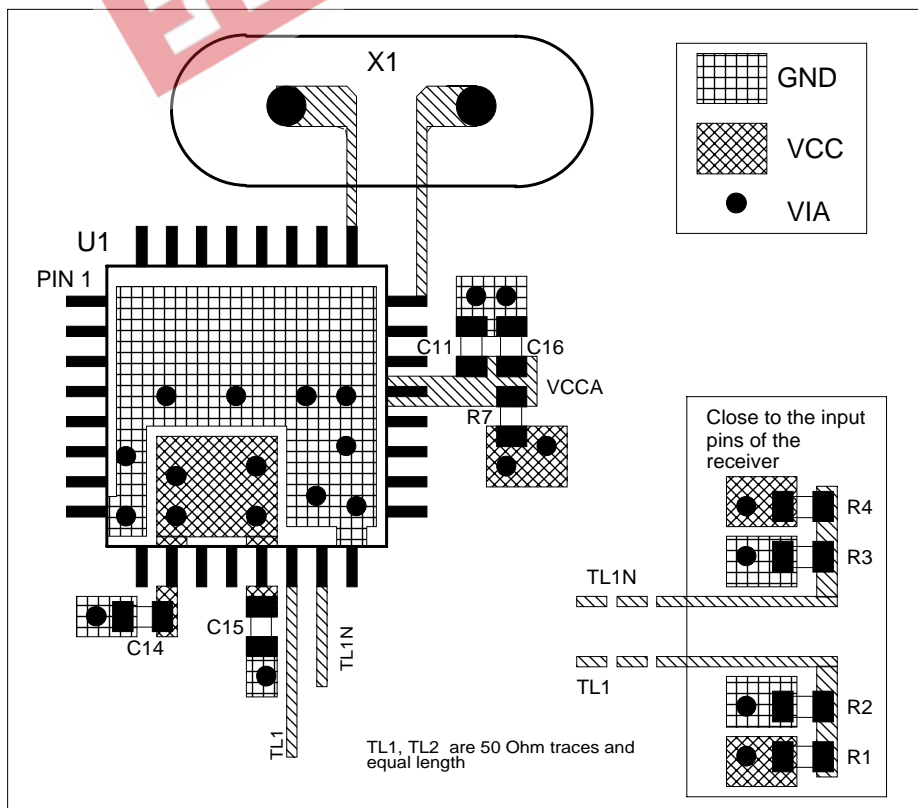 X1
GND
VCC
VIA
U1
PIN 1
C11
C16
VCCA
R7
Close to the input
pins of the
receiver
R4
R3
TL1N
C14
C15
TL1N
TL1
TL1
R2
R1
TL1, TL2 are 50 Ohm traces and
equal length